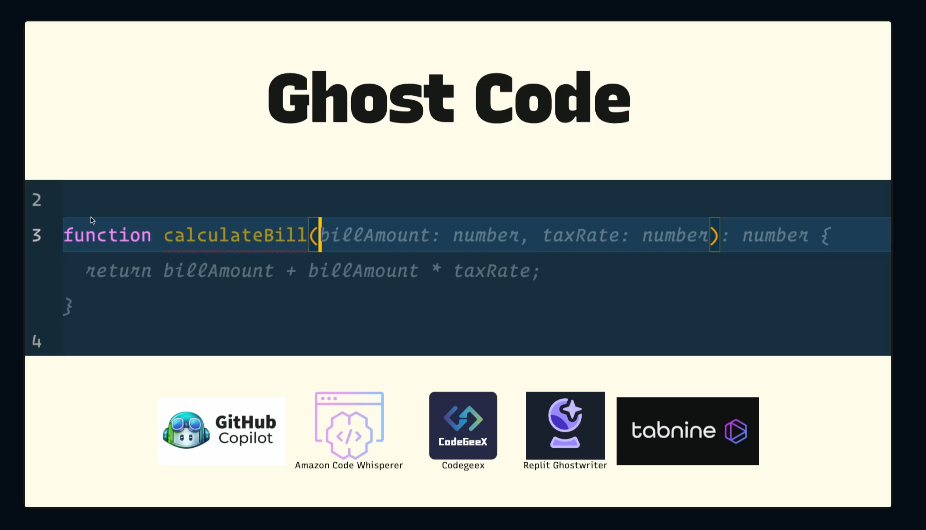 Ghost Code
2
3 function calculateBill(billAmount: number, taxRate: number): number {
return billAmount + billAmount * taxRate;
}
4
GitHub
Copilot
CodeGeeX
tabnine
Amazon Code Whisperer
Codegeex
Replit Ghostwriter